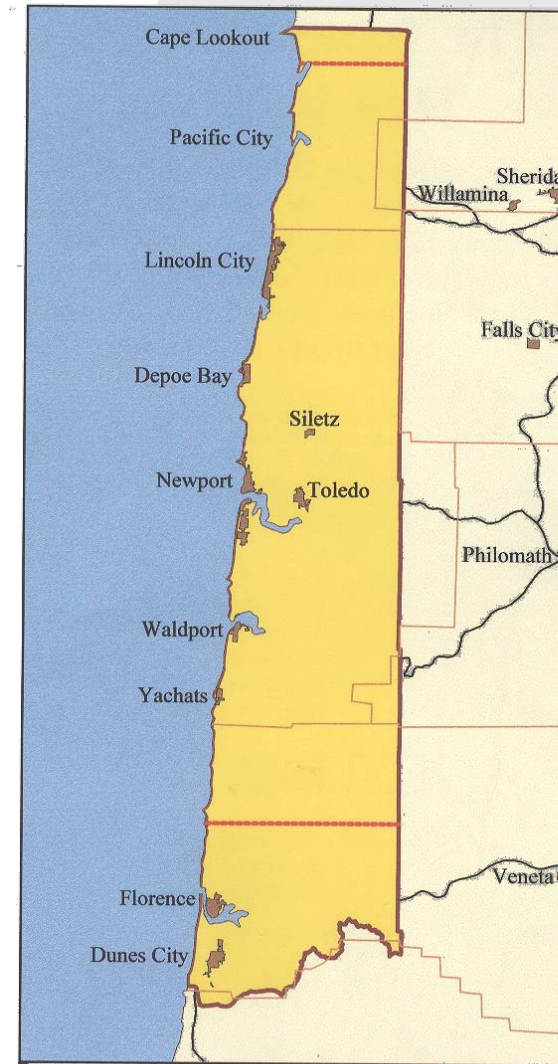 Cape Lookout
Pacific City
Sherida
Willamina
Lincoln City
Falls City
Depoe Bay
Siletz
Newport
Toledo
Philomath
Waldport
Yachats
Veneta
Florence
Dunes City